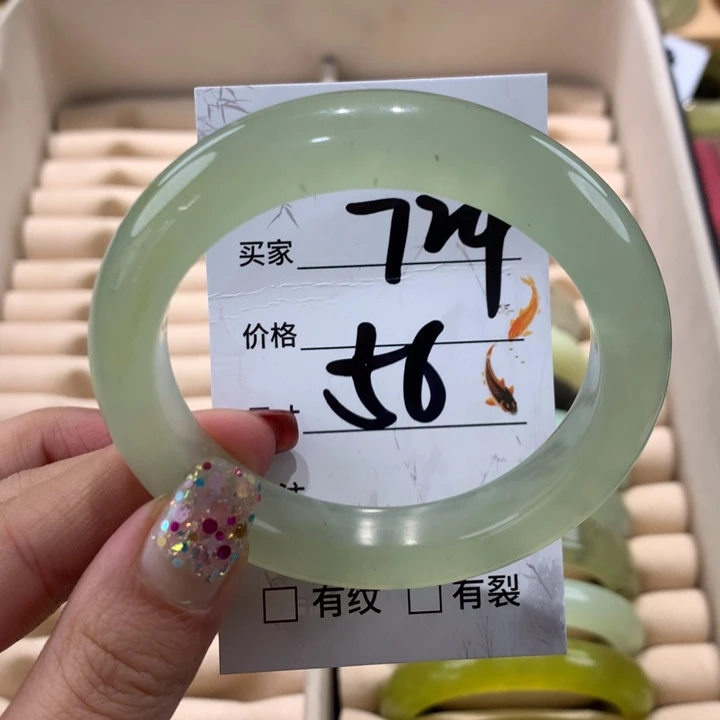 买家 724
价格
56
□ 有纹 □ 有裂